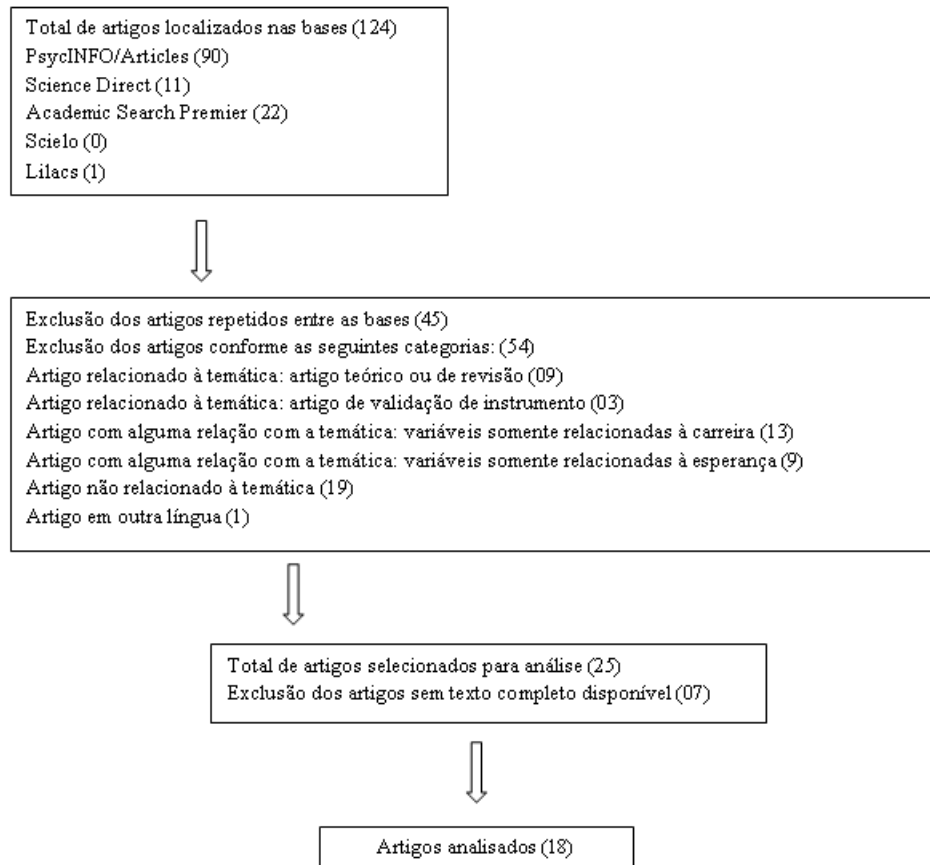 Total de artigos localizados nas bases (124)
PsycINFO/Articles (90)
Science Direct (11)
Academic Search Premier (22)
Scielo (0)
Lilacs (1)
Exclusão dos artigos repetidos entre as bases (45)
Exclusão dos artigos conforme as seguintes categorias: (54)
Artigo relacionado à temática: artigo teórico ou de revisão (09)
Artigo relacionado à temática: artigo de validação de instrumento (03)
Artigo com alguma relação com a temática: variáveis somente relacionadas à carreira (13)
Artigo com alguma relação com a temática: variáveis somente relacionadas à esperança (9)
Artigo não relacionado à temática (19)
Artigo em outra língua (1)
Total de artigos selecionados para análise (25)
Exclusão dos artigos sem texto completo disponível (07)
Artigos analisados (18)